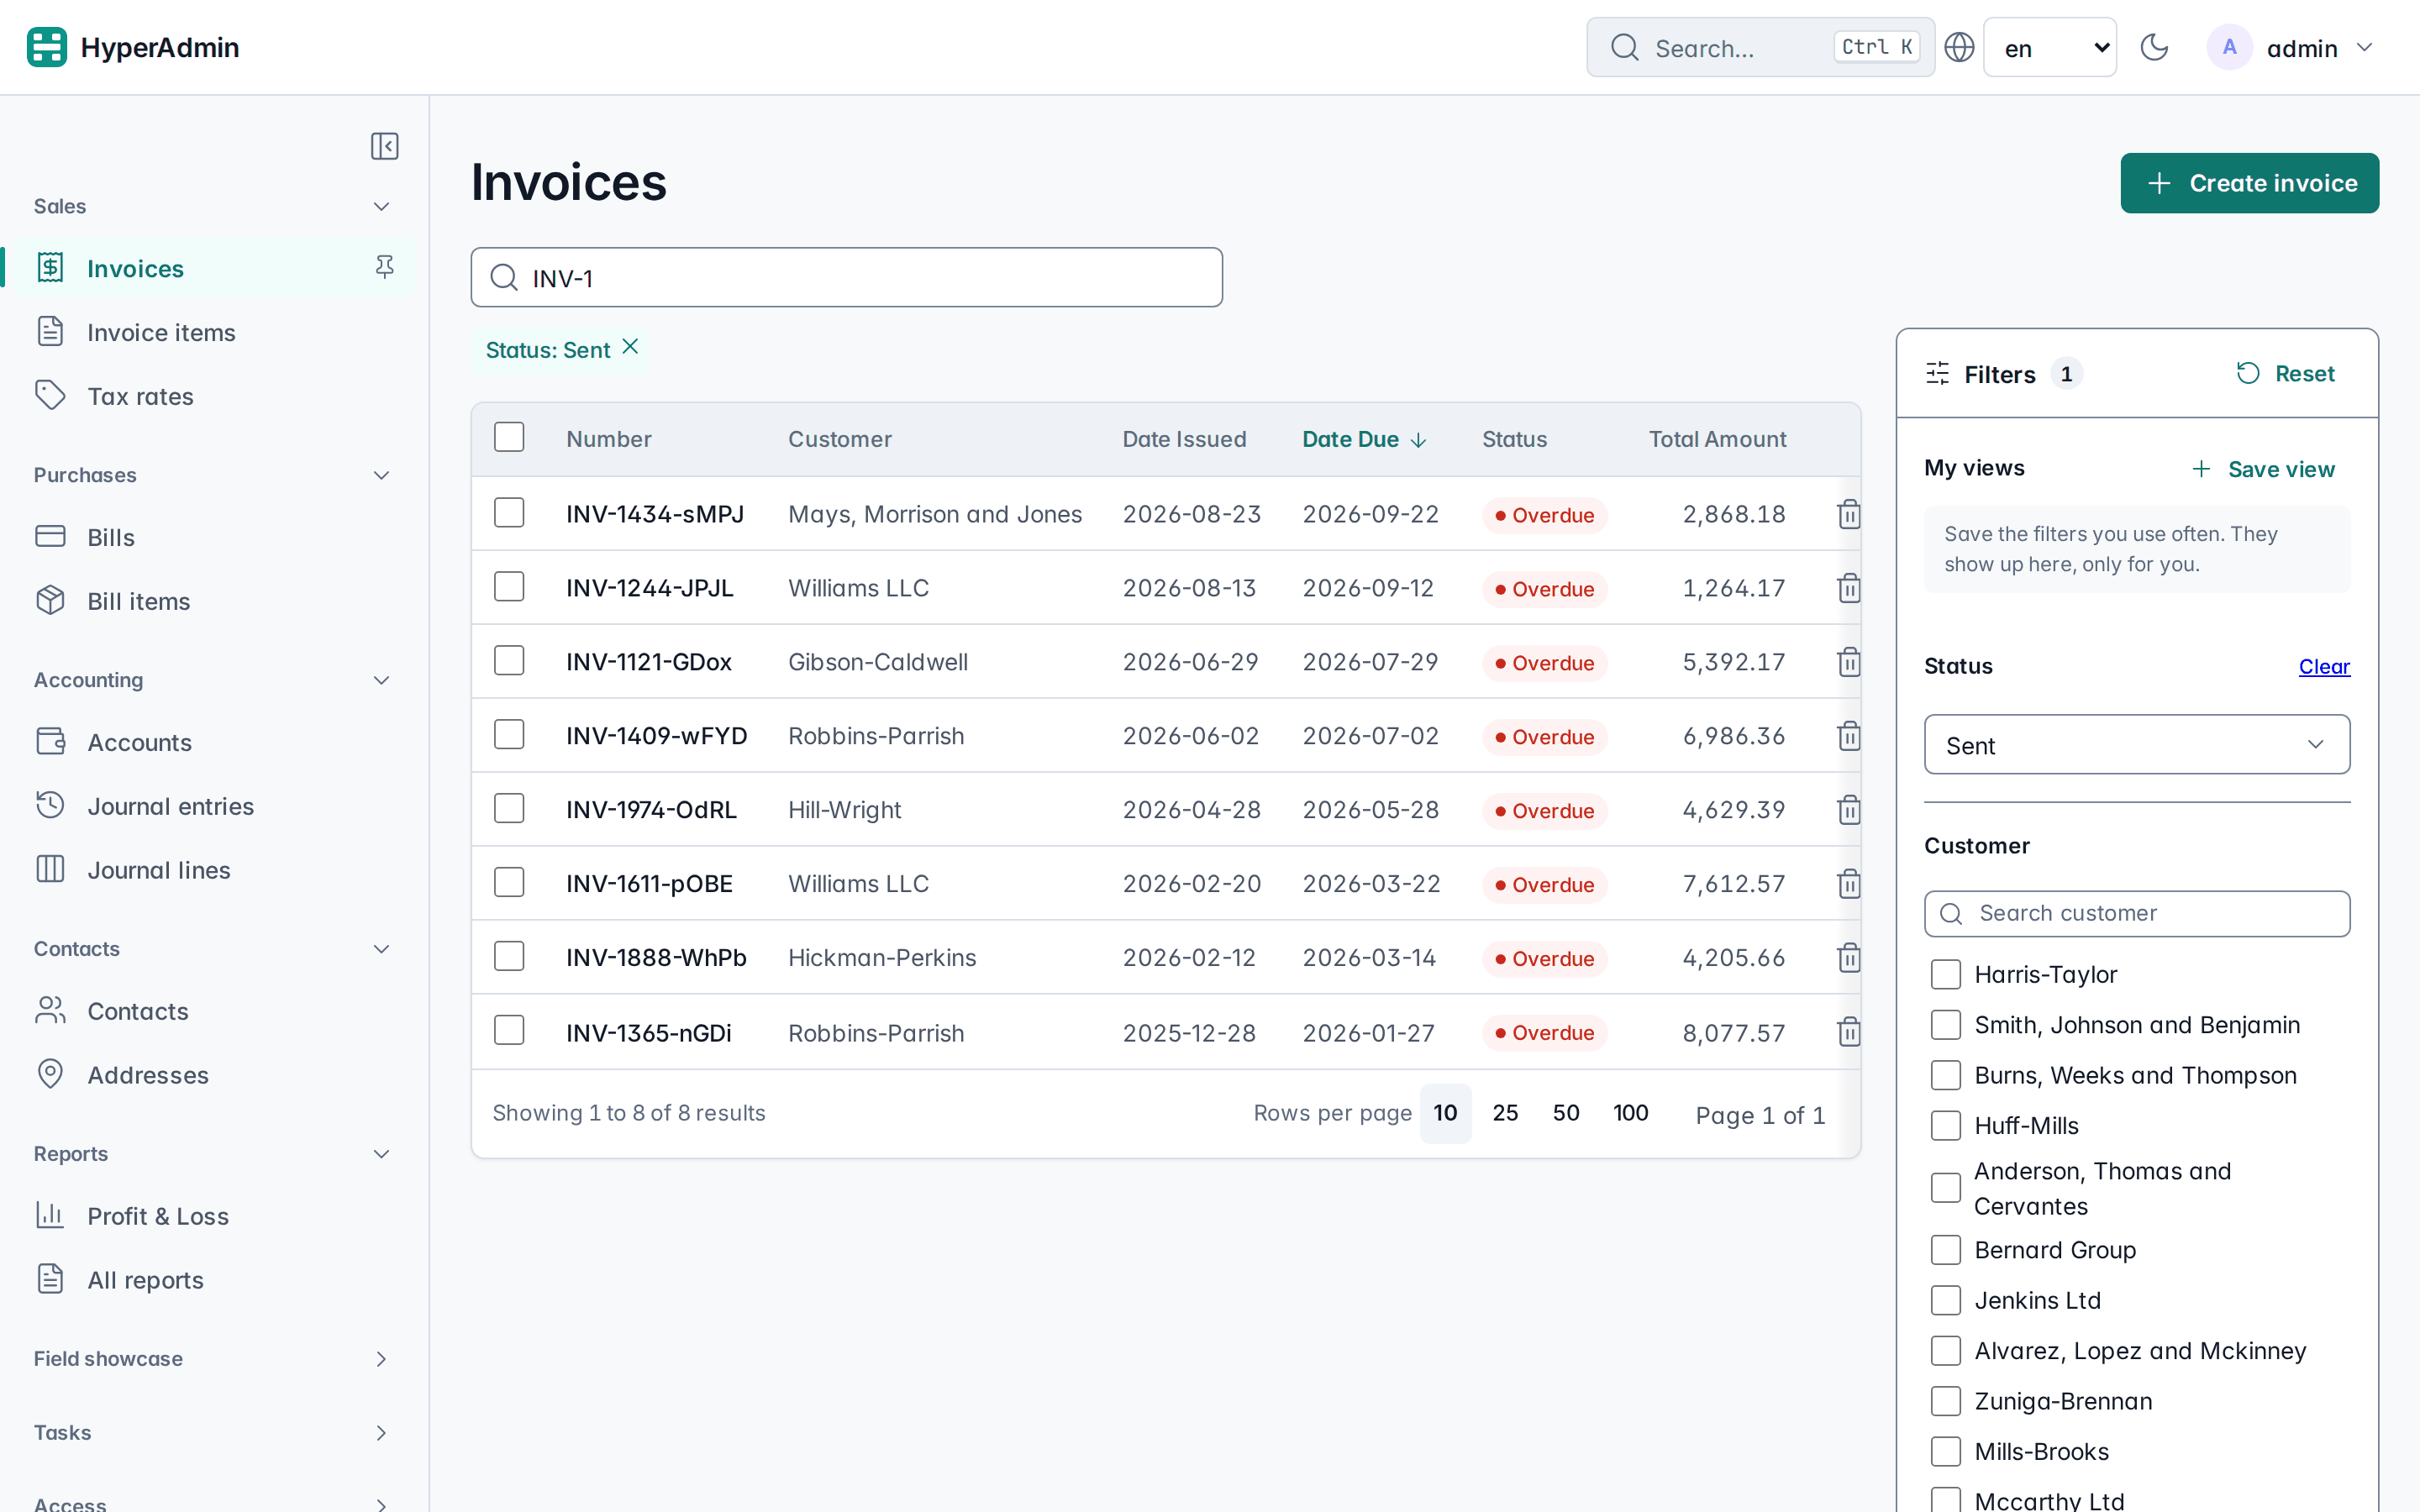 HyperAdmin
Search...
Ctrl K
en
A
admin
Sales
Invoices
Invoice items
Tax rates
Purchases
Bills
Bill items
Accounting
Accounts
Journal entries
Journal lines
Contacts
Contacts
Addresses
Reports
Profit & Loss
All reports
Field showcase
Tasks
Access
Invoices
Create invoice
INV-1
Status: Sent
Number Customer Date Issued Date Due Status Total Amount
INV-1434-sMPJ Mays, Morrison and Jones 2026-08-23 2026-09-22 Overdue 2,868.18
INV-1244-JPJL Williams LLC 2026-08-13 2026-09-12 Overdue 1,264.17
INV-1121-GDox Gibson-Caldwell 2026-06-29 2026-07-29 Overdue 5,392.17
INV-1409-wFYD Robbins-Parrish 2026-06-02 2026-07-02 Overdue 6,986.36
INV-1974-OdRL Hill-Wright 2026-04-28 2026-05-28 Overdue 4,629.39
INV-1611-pOBE Williams LLC 2026-02-20 2026-03-22 Overdue 7,612.57
INV-1888-WhPb Hickman-Perkins 2026-02-12 2026-03-14 Overdue 4,205.66
INV-1365-nGDi Robbins-Parrish 2025-12-28 2026-01-27 Overdue 8,077.57
Showing 1 to 8 of 8 results
Rows per page 10 25 50 100
Page 1 of 1
Filters 1
Reset
My views
Save view
Save the filters you use often. They
show up here, only for you.
Status
Clear
Sent
Customer
Search customer
Harris-Taylor
Smith, Johnson and Benjamin
Burns, Weeks and Thompson
Huff-Mills
Anderson, Thomas and
Cervantes
Bernard Group
Jenkins Ltd
Alvarez, Lopez and Mckinney
Zuniga-Brennan
Mills-Brooks
Mccarthy Ltd